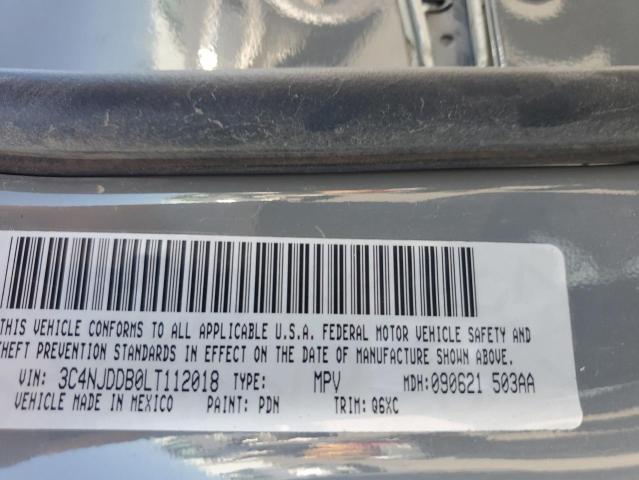 THIS VEHICLE CONFORMS TO ALL APPLICABLE U.S.A. FEDERAL MOTOR VEHICLE SAFETY AND
THEFT PREVENTION STANDARDS IN EFFECT ON THE DATE OF MANUFACTURE SHOWN ABOVE.
VIN: 3C4NJDDB0LT112018 TYPE: MPV MDH: 090621 503AA
VEHICLE MADE IN MEXICO PAINT: PDN TRIM: Q6XC